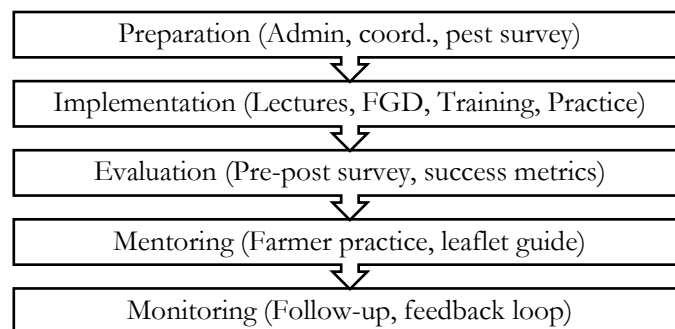 Preparation (Admin, coord., pest survey)
Implementation (Lectures, FGD, Training, Practice)
Evaluation (Pre-post survey, success metrics)
Mentoring (Farmer practice, leaflet guide)
Monitoring (Follow-up, feedback loop)